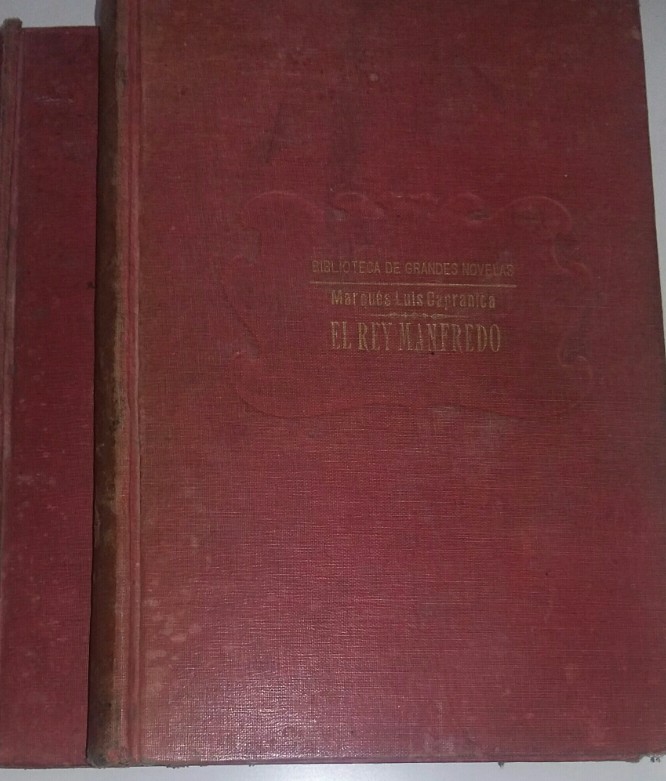 BIBLIOTECA DE GRANDES NOVELAS
Marqués Luis Capranica
EL REY MANFREDO